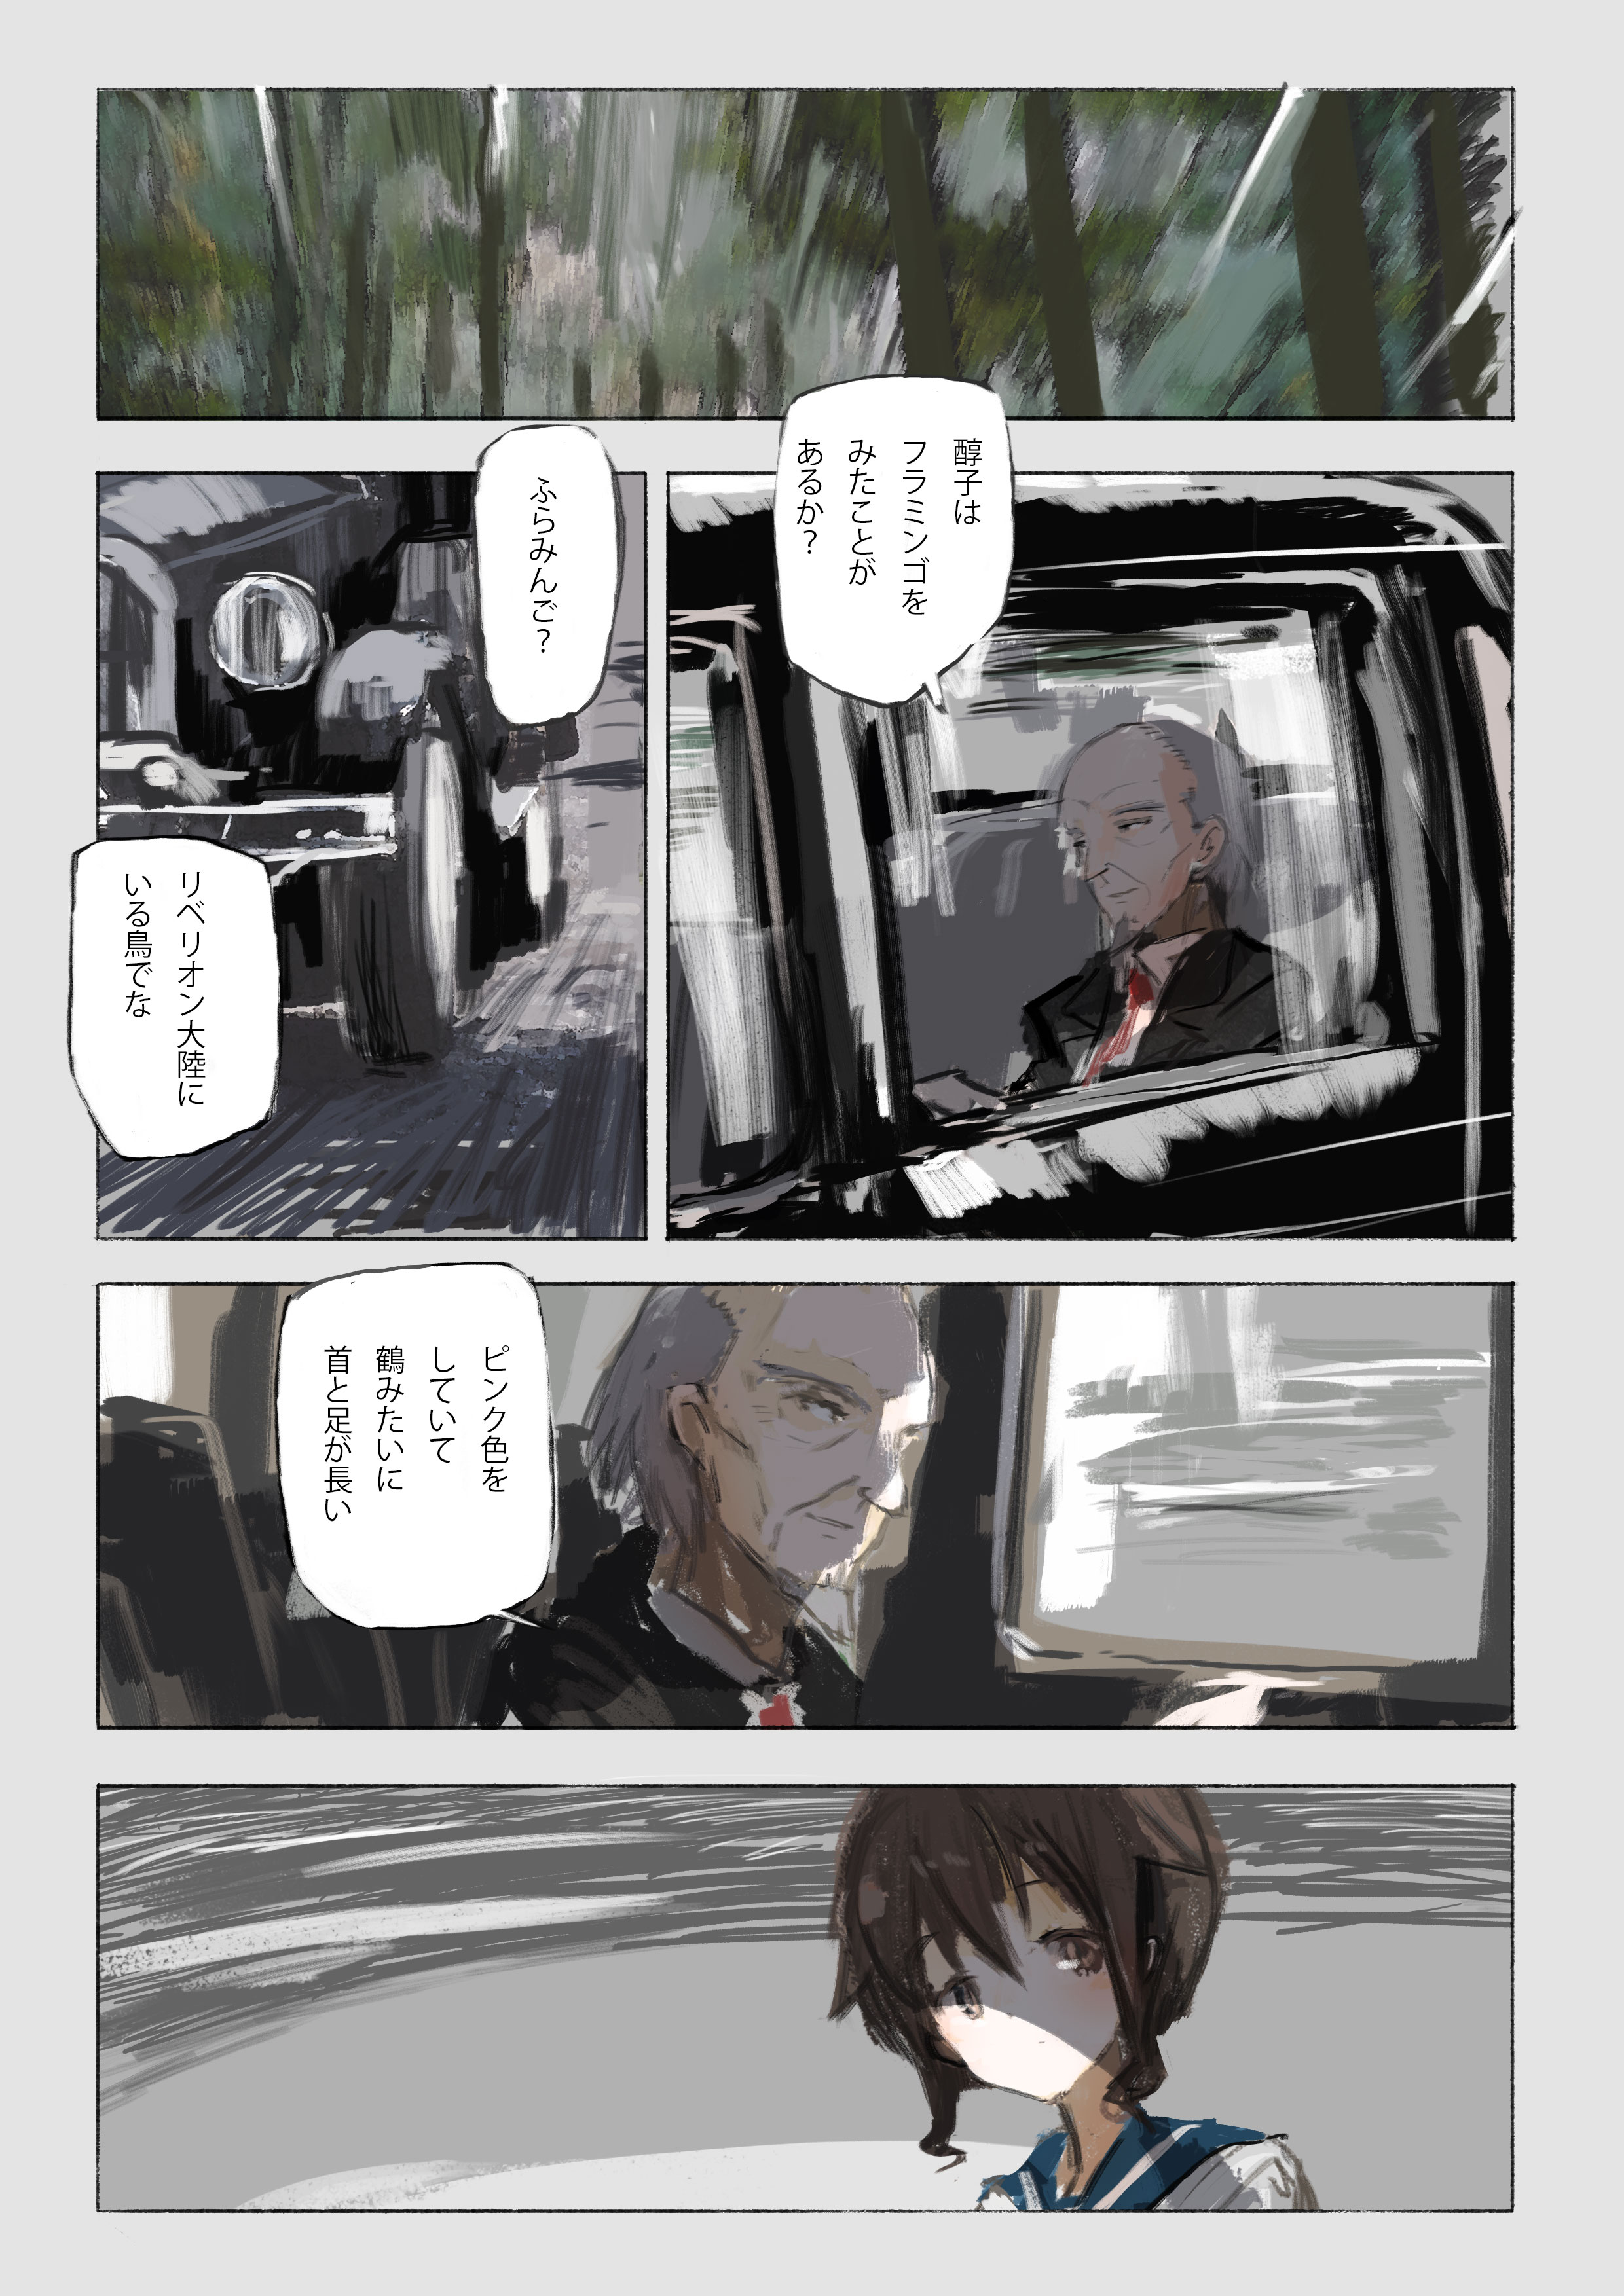 醇子は
フラミンゴを
みたことが
あるか？
ふらみんご？
リベリオン大陸に
いる鳥でな
ピンク色を
していて
鶴みたいに
首と足が長い